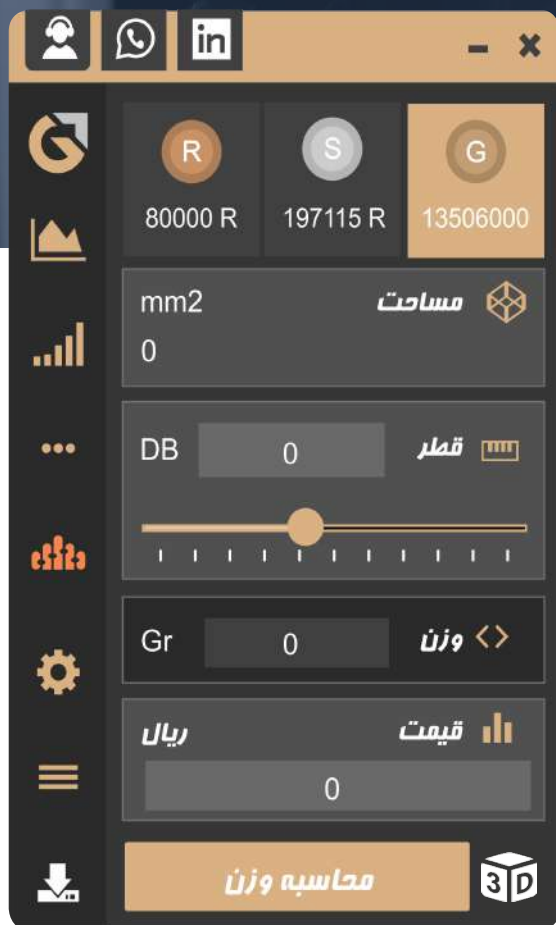 in
R
S
G
80000 R
197115 R
13506000
mm2
مساحت
0
DB
0
قطر
Gr
0
وزن
ریال
قیمت
0
محاسبه وزن
3D